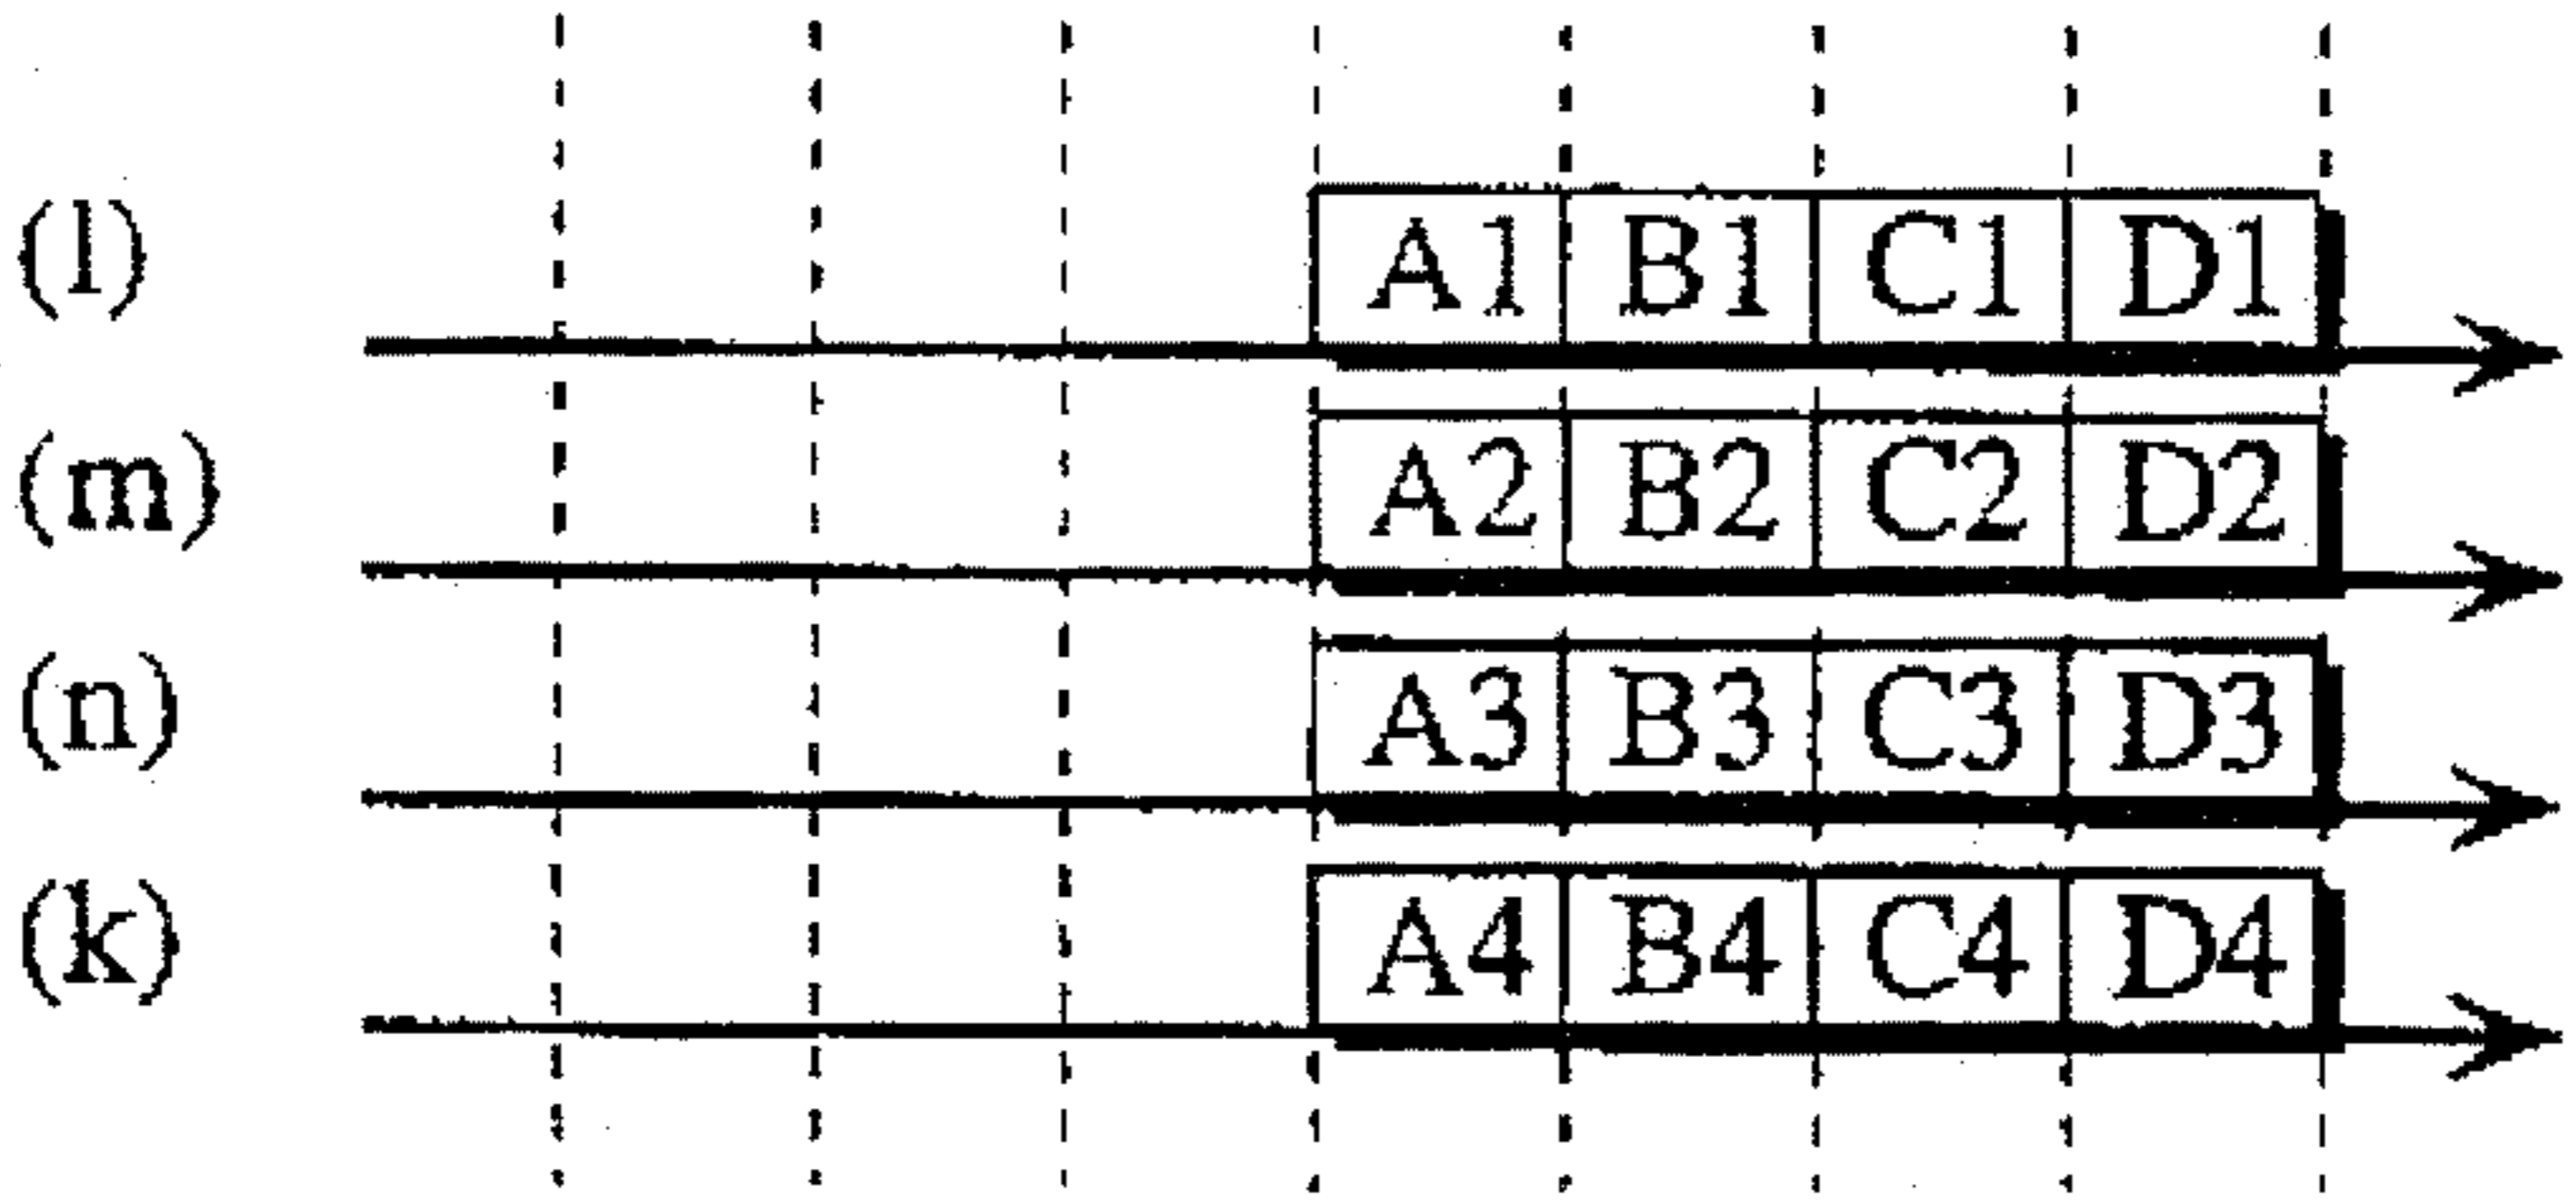 (l) A1 B1 C1 D1
(m) A2 B2 C2 D2
(n) A3 B3 C3 D3
(k) A4 B4 C4 D4